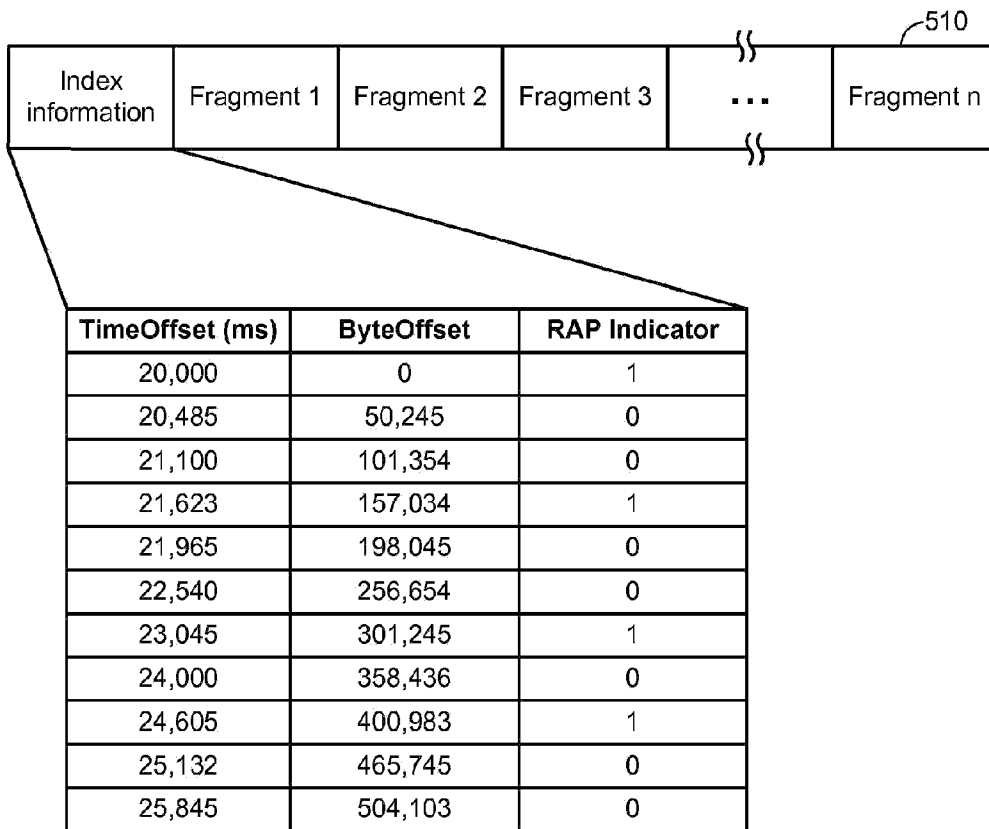 510
Index information Fragment 1 Fragment 2 Fragment 3 ... Fragment n
TimeOffset (ms) ByteOffset RAP Indicator
20,000 0 1
20,485 50,245 0
21,100 101,354 0
21,623 157,034 1
21,965 198,045 0
22,540 256,654 0
23,045 301,245 1
24,000 358,436 0
24,605 400,983 1
25,132 465,745 0
25,845 504,103 0